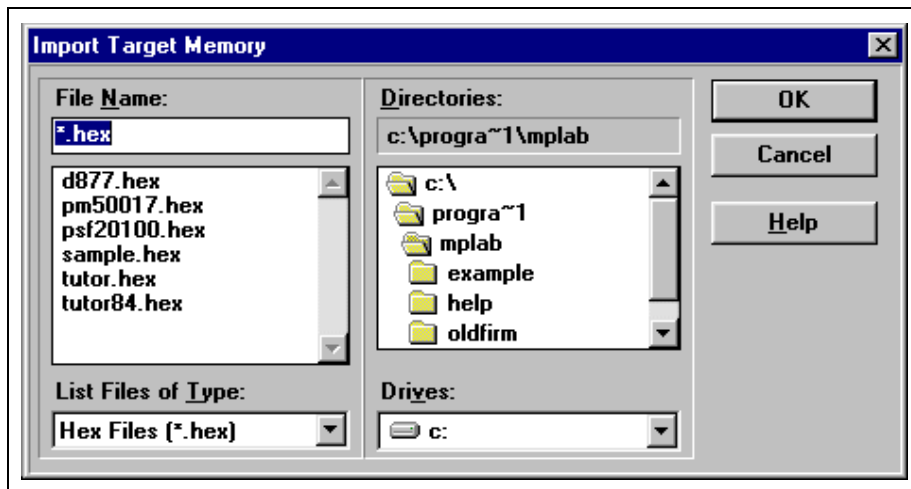 Import Target Memory
File Name:
*.hex
d877.hex
pm50017.hex
psf20100.hex
sample.hex
tutor.hex
tutor84.hex
List Files of Type:
Hex Files (*.hex)
Directories:
c:\progra~1\mplab
c:\
progra~1
mplab
example
help
oldfirm
Drives:
c:
OK
Cancel
Help